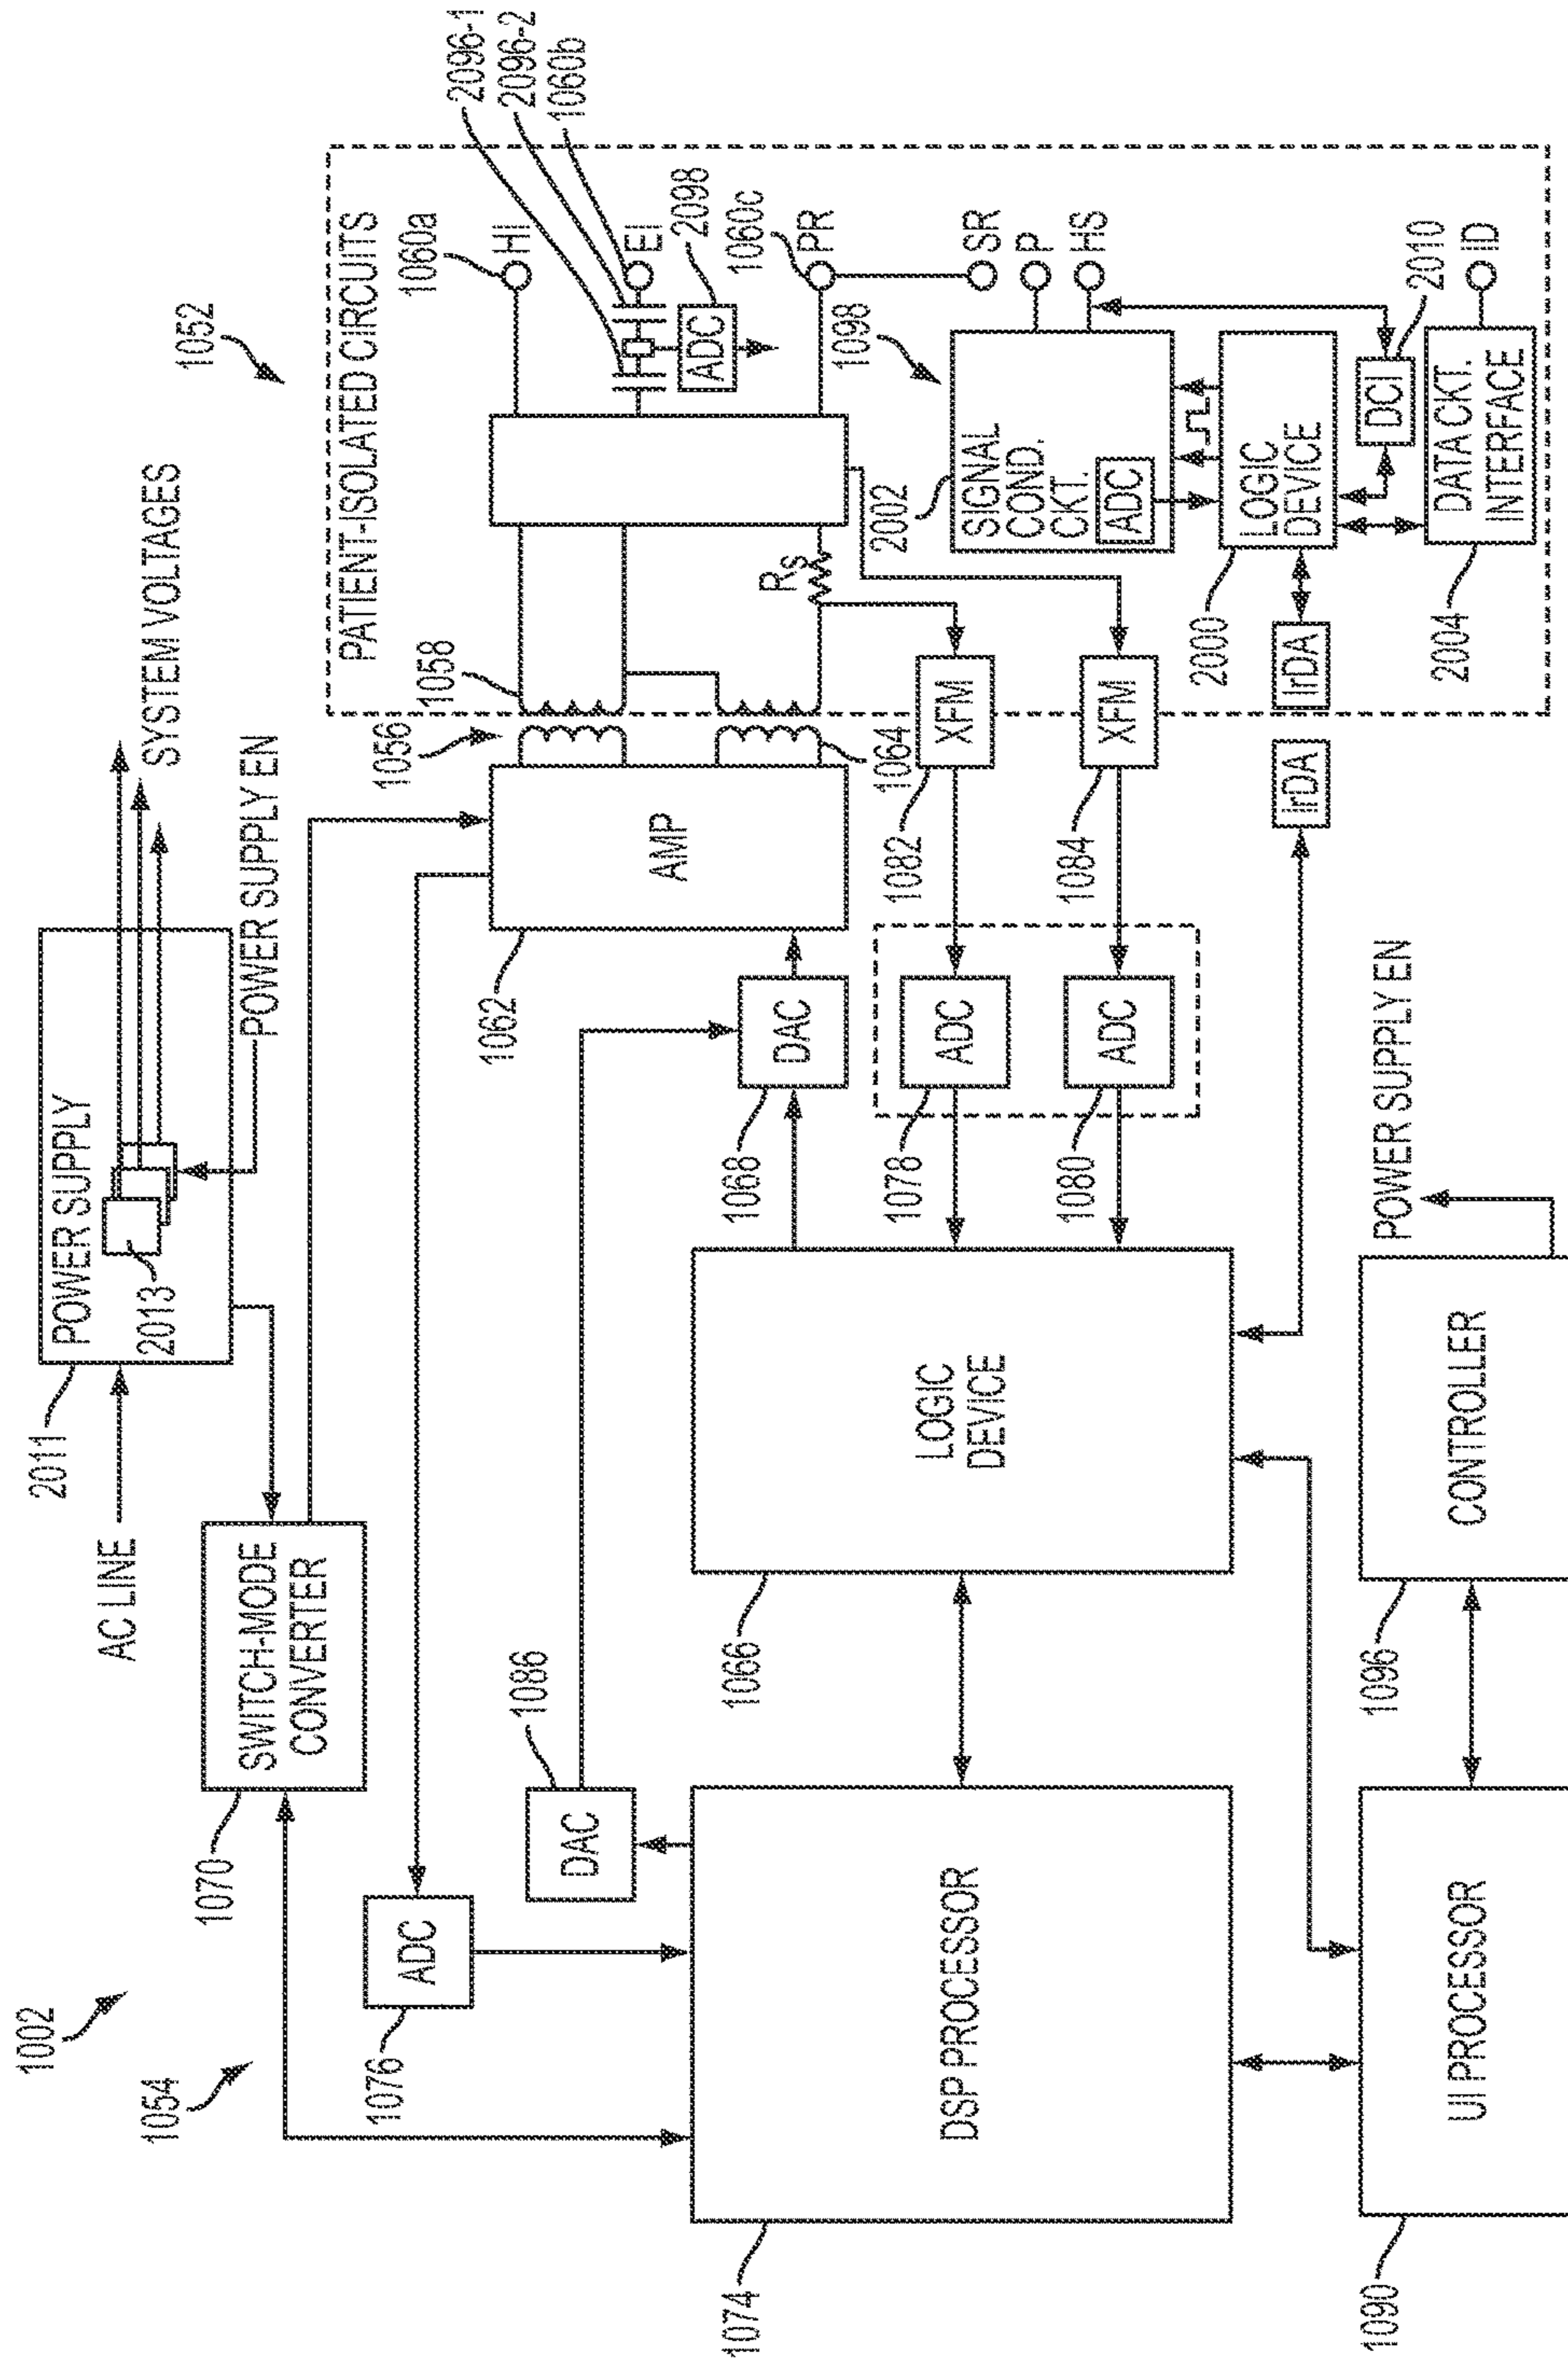 1002
1054
1052
AC LINE
2011
POWER SUPPLY
2013
SYSTEM VOLTAGES
POWER SUPPLY EN
1070
SWITCH-MODE
CONVERTER
PATIENT-ISOLATED CIRCUITS
1076
ADC
1086
DAC
1062
AMP
1056
1058
1064
1060a
HI
2096-1
2096-2
1060b
EI
ADC
2098
1060c
PR
RS
1068
DAC
1074
DSP PROCESSOR
1066
LOGIC
DEVICE
1078
ADC
1080
ADC
1082
XFM
1084
XFM
2002
SIGNAL
COND.
CKT.
ADC
1098
SR
P
HS
2000
LOGIC
DEVICE
IrDA
IrDA
DCI
2010
2004
DATA CKT.
INTERFACE
ID
1090
UI PROCESSOR
1096
CONTROLLER
POWER SUPPLY EN